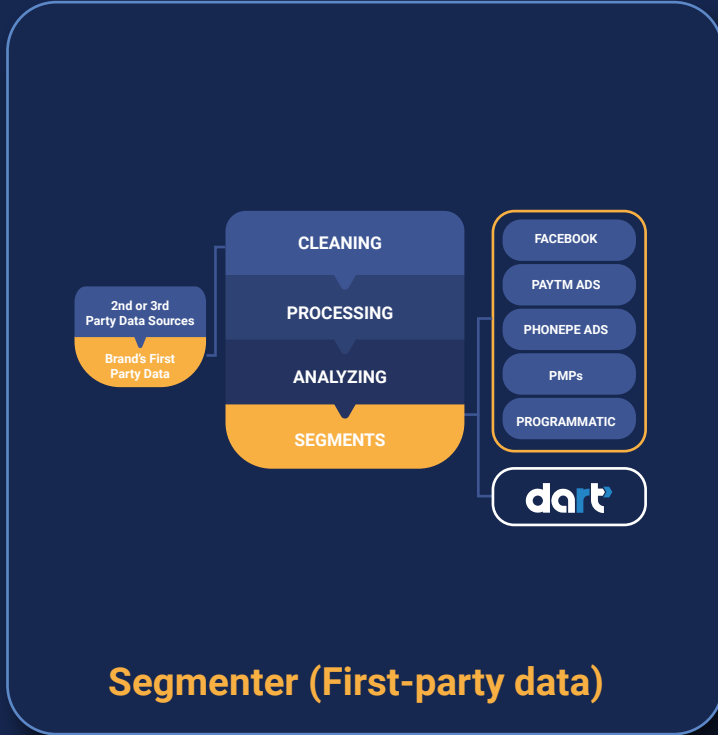 2nd or 3rd
Party Data Sources
Brand's First
Party Data
CLEANING
PROCESSING
ANALYZING
SEGMENTS
FACEBOOK
PAYTM ADS
PHONEPE ADS
PMPs
PROGRAMMATIC
dart
Segmenter (First-party data)